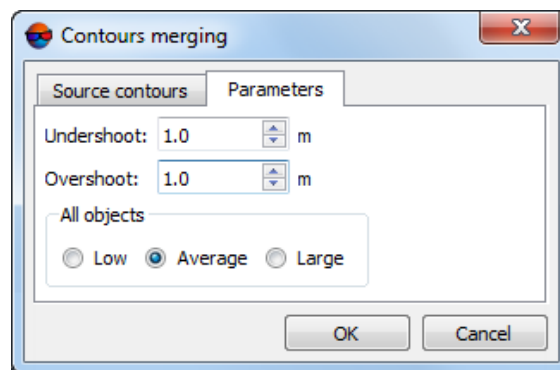 Contours merging
Source contours Parameters
Undershoot: 1.0 m
Overshoot: 1.0 m
All objects
Low Average Large
OK Cancel